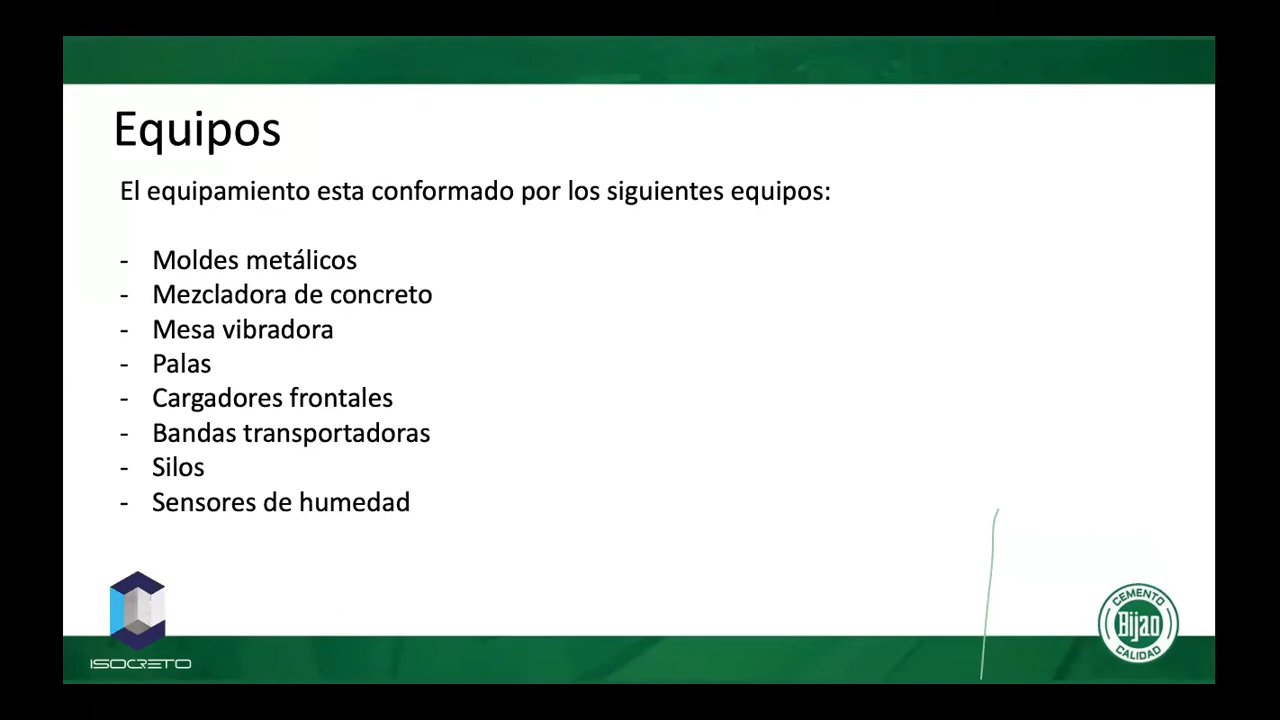 Equipos
El equipamiento esta conformado por los siguientes equipos:
- Moldes metálicos
- Mezcladora de concreto
- Mesa vibradora
- Palas
- Cargadores frontales
- Bandas transportadoras
- Silos
- Sensores de humedad
ISOCRETO
CEMENTO
Bijao
CALIDAD